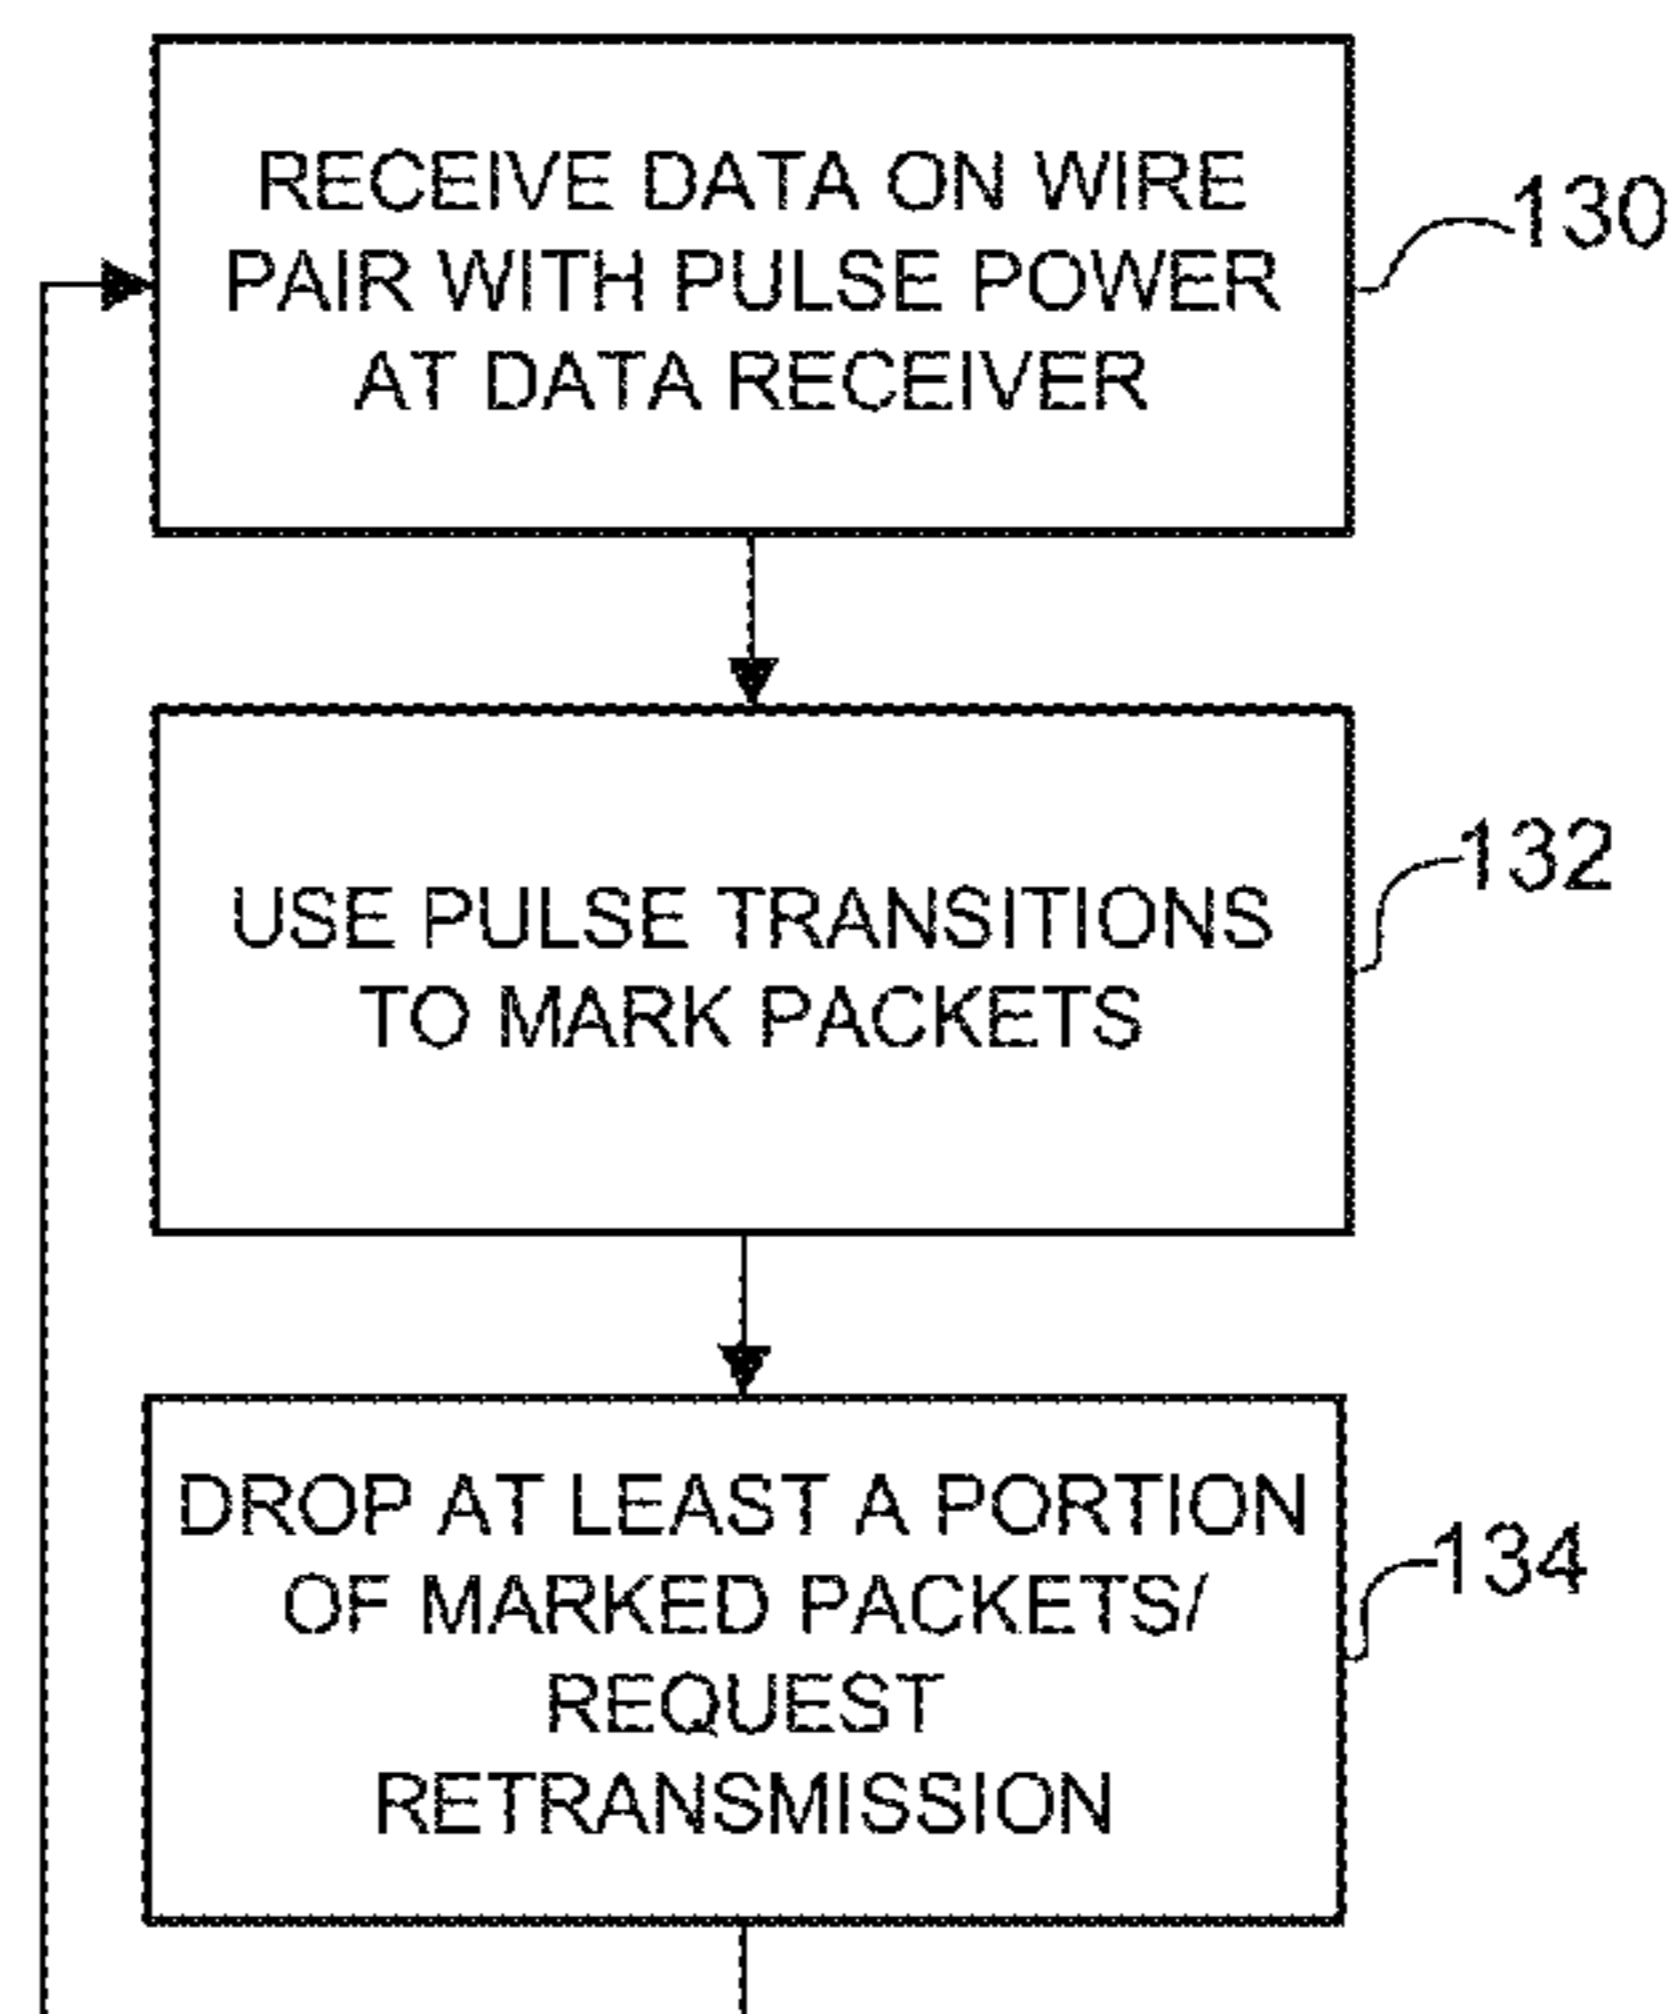 RECEIVE DATA ON WIRE
PAIR WITH PULSE POWER
AT DATA RECEIVER
130
USE PULSE TRANSITIONS
TO MARK PACKETS
132
DROP AT LEAST A PORTION
OF MARKED PACKETS/
REQUEST
RETRANSMISSION
134